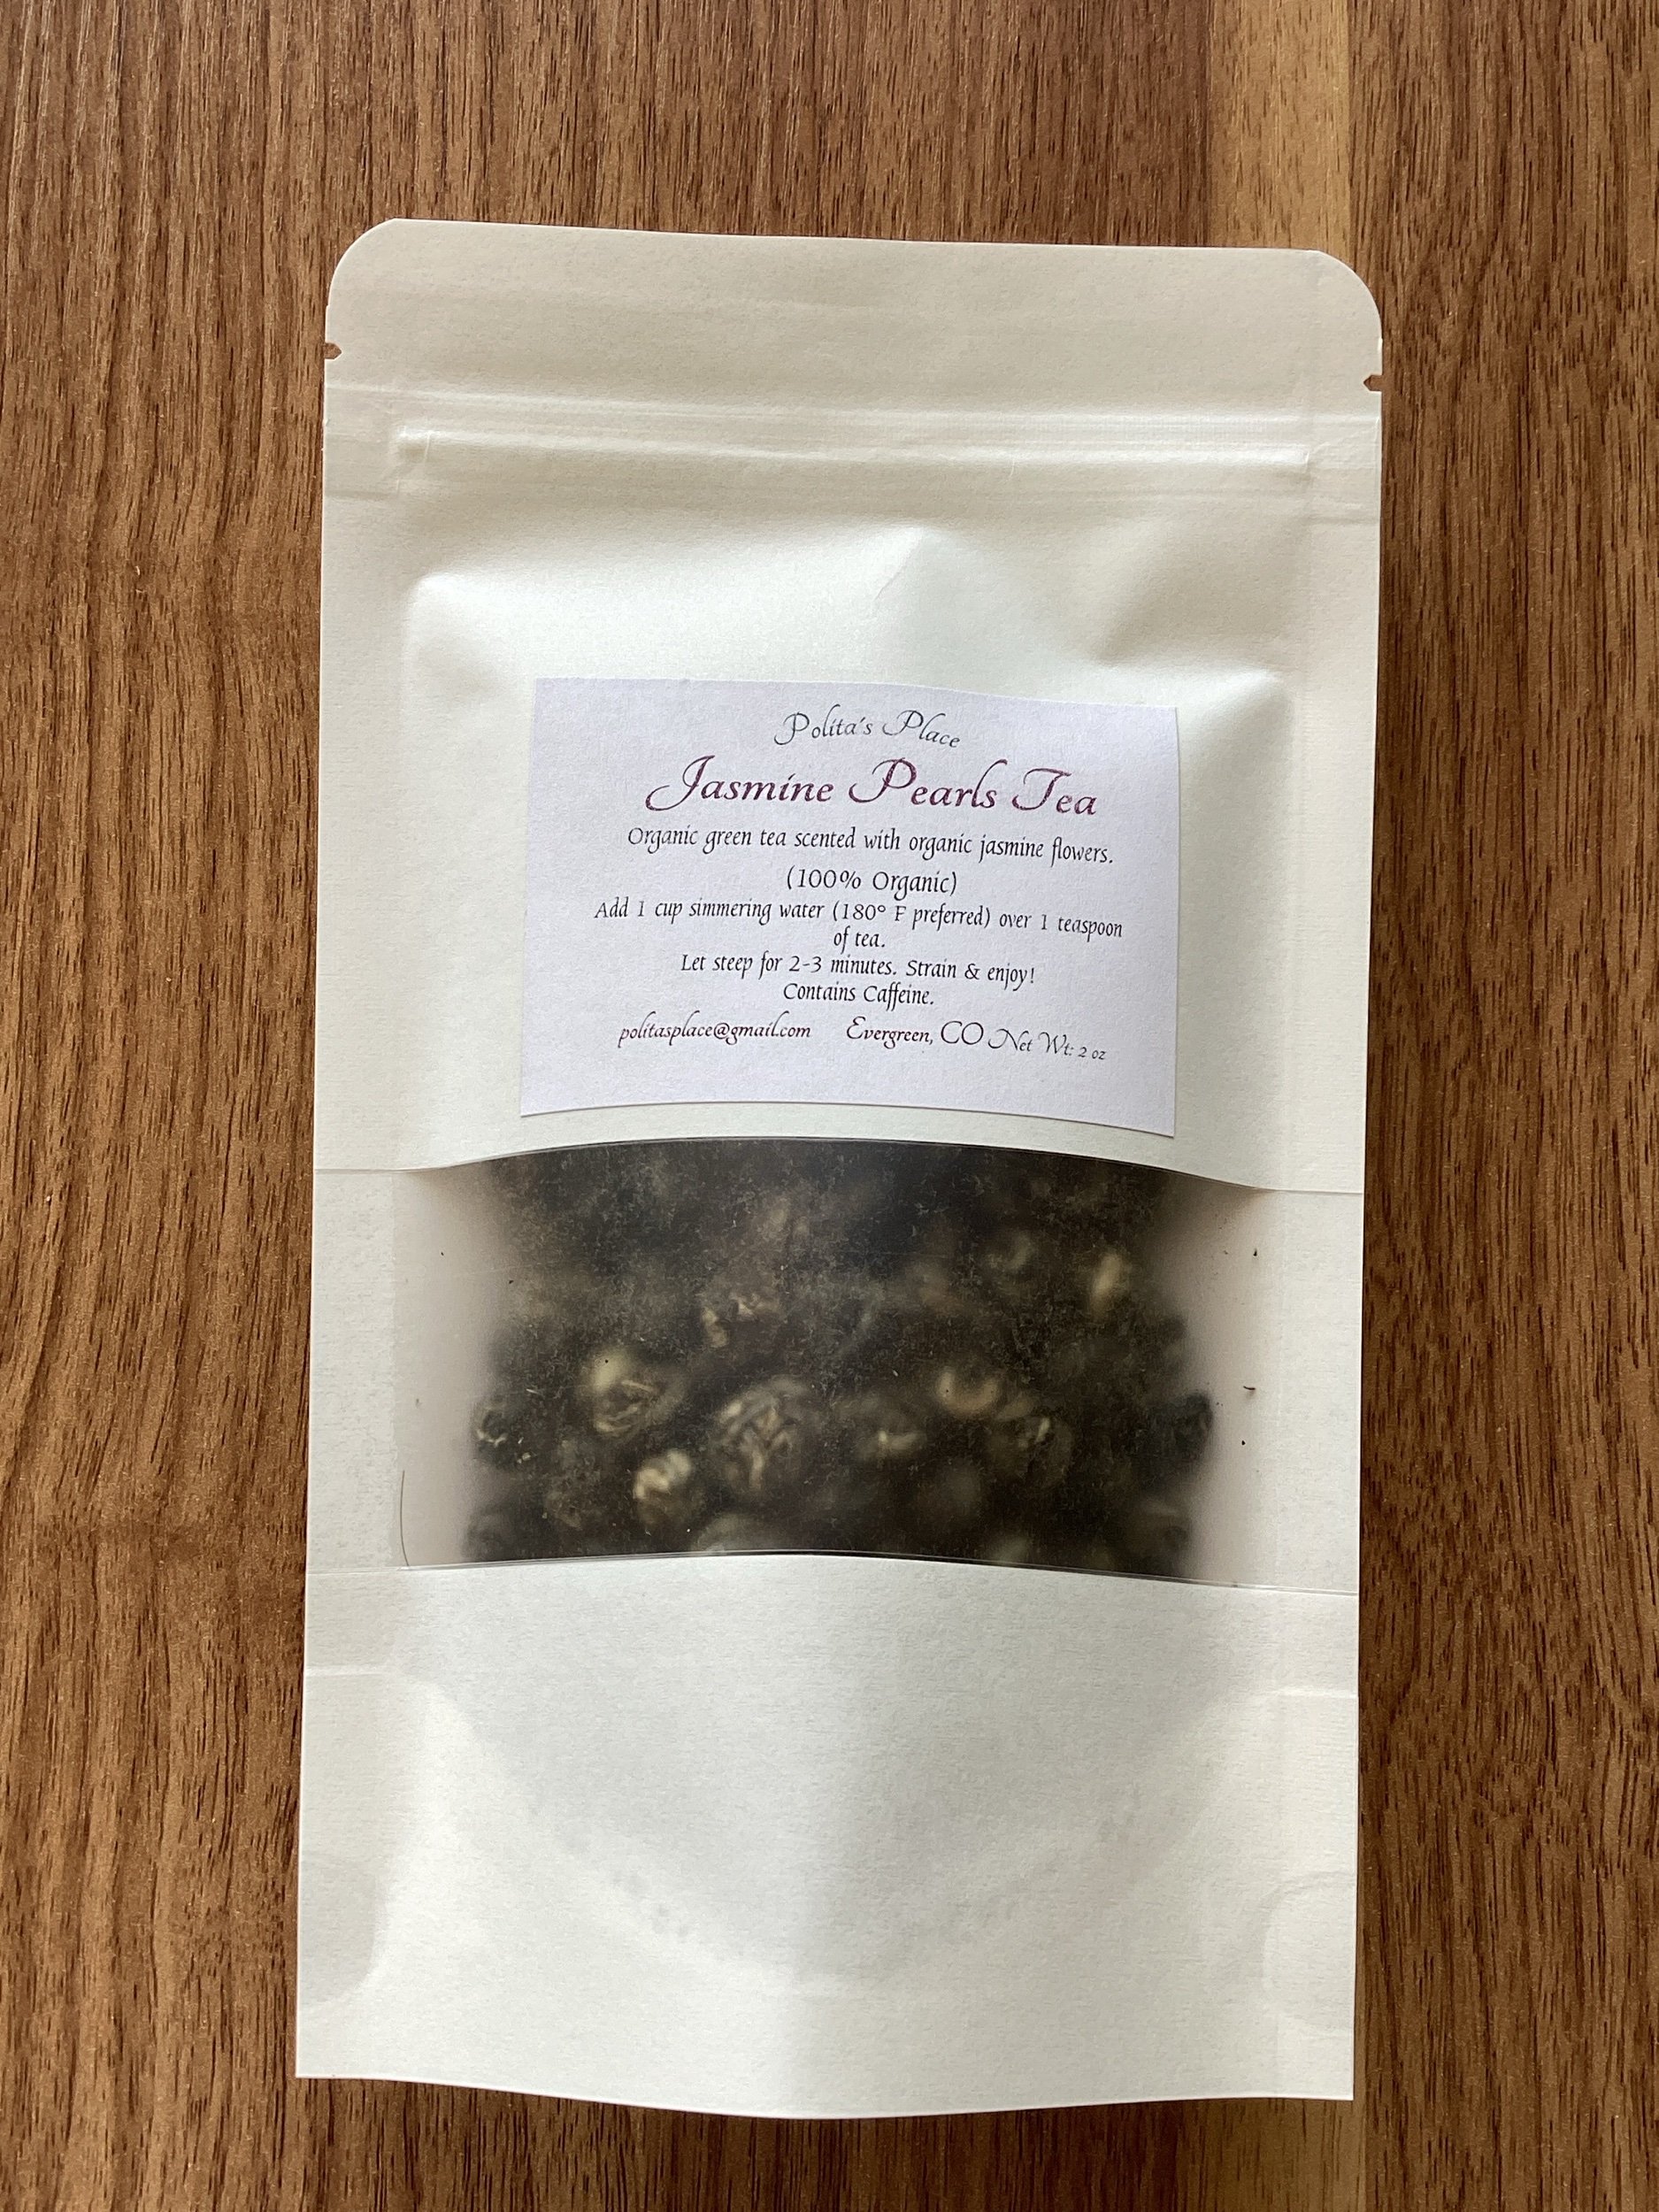 Polita's Place
Jasmine Pearls Tea
Organic green tea scented with organic jasmine flowers.
(100% Organic)
Add 1 cup simmering water (180° F preferred) over 1 teaspoon
of tea.
Let steep for 2-3 minutes. Strain & enjoy!
Contains Caffeine.
politasplace@gmail.com Evergreen, CO Net Wt: 2 oz